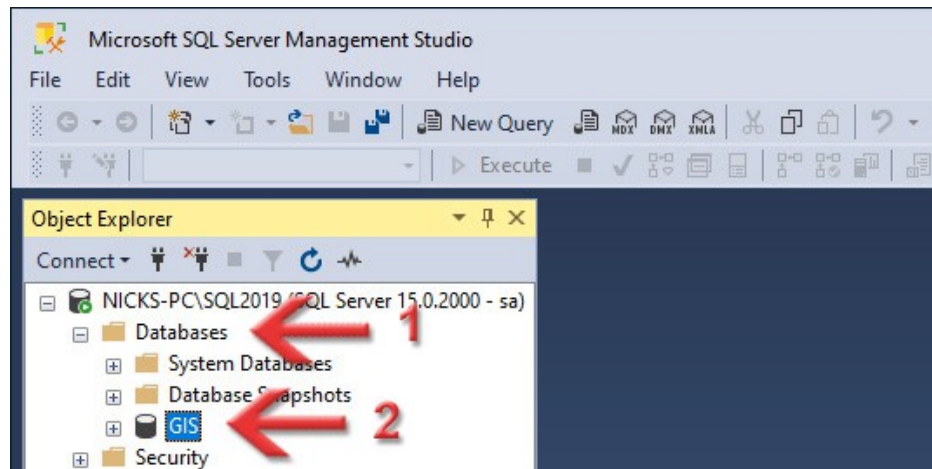 Microsoft SQL Server Management Studio
File Edit View Tools Window Help
New Query MDX DMX XMLA
Execute
Object Explorer
Connect
NICKS-PC\SQL2019 (SQL Server 15.0.2000 - sa)
Databases 1
System Databases
Database Snapshots
GIS 2
Security